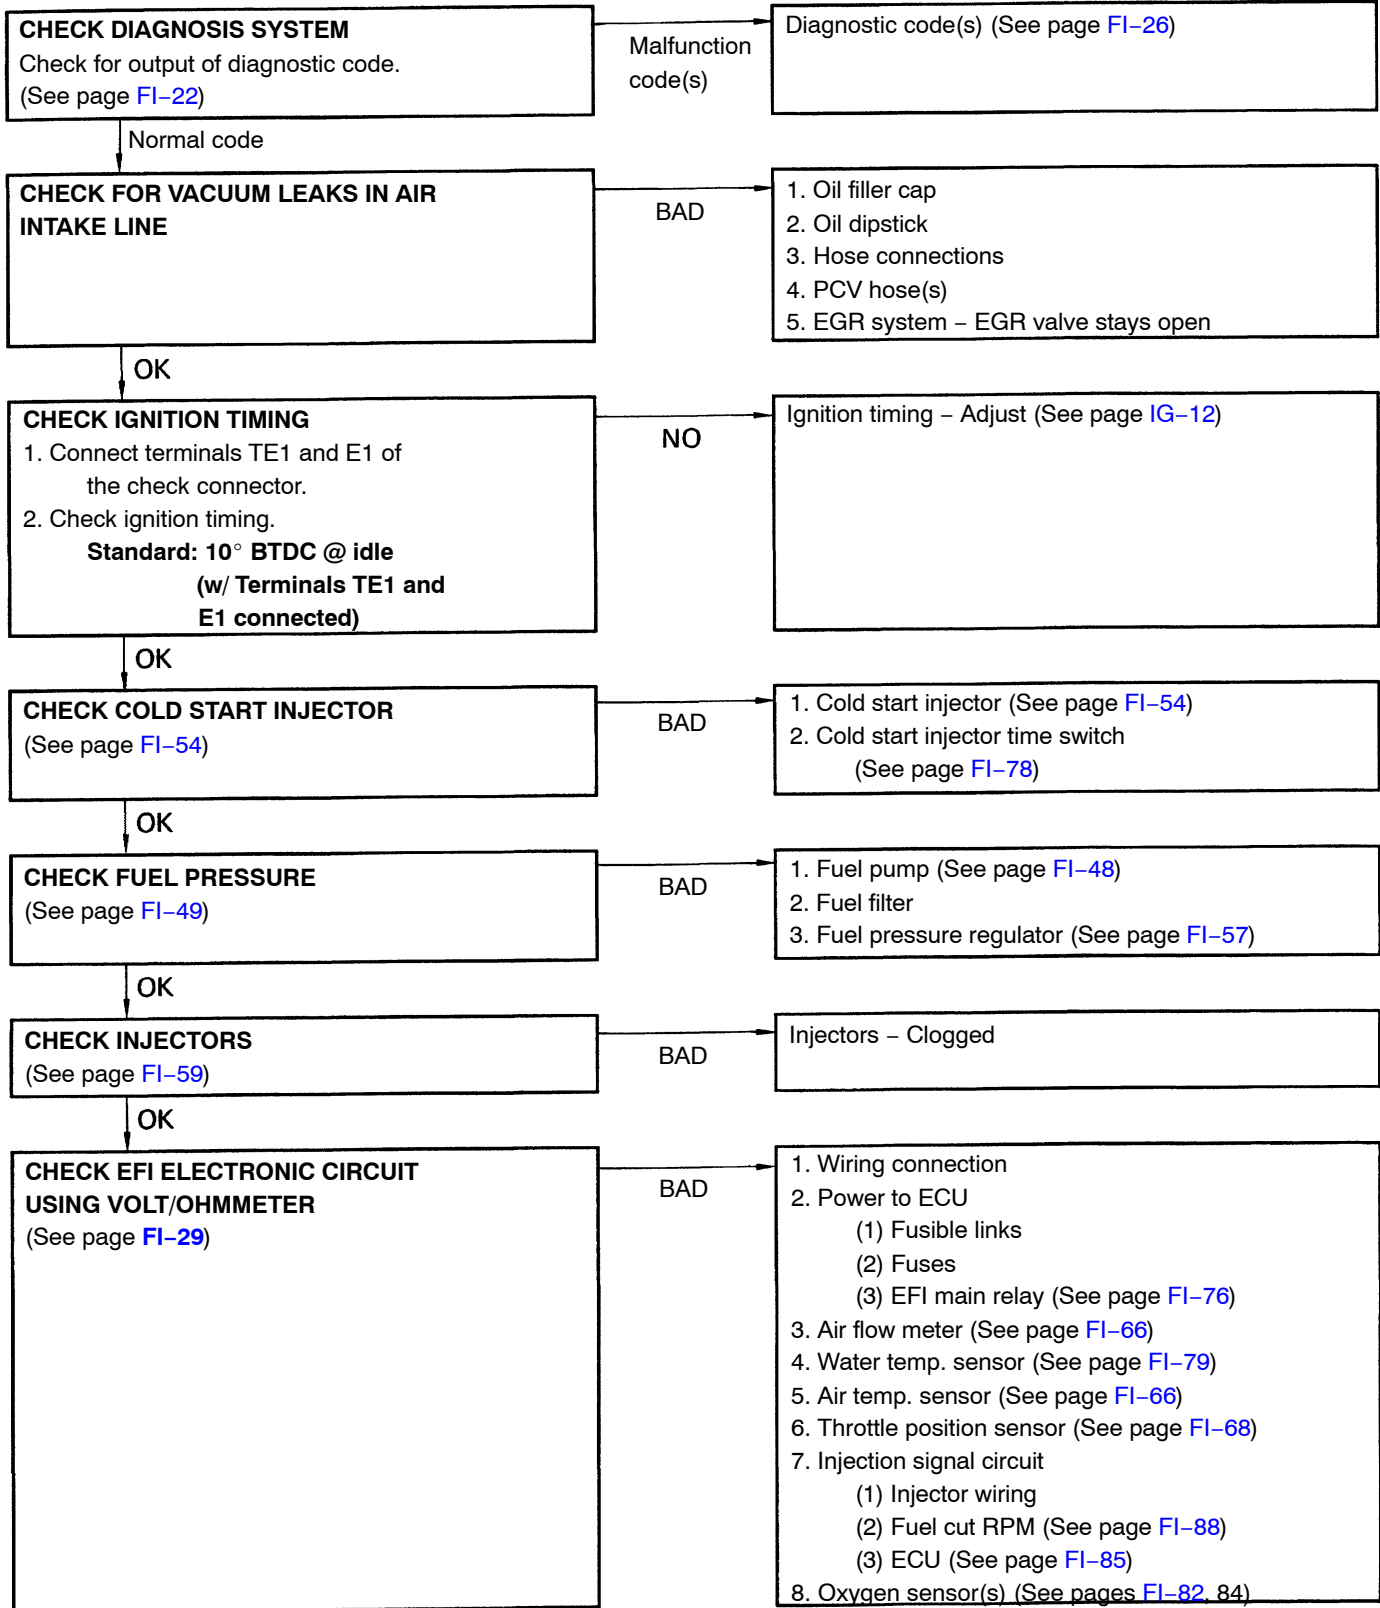 CHECK DIAGNOSIS SYSTEM
Check for output of diagnostic code.
(See page FI–22)
Malfunction
code(s)
Diagnostic code(s) (See page FI–26)
Normal code
CHECK FOR VACUUM LEAKS IN AIR
INTAKE LINE
BAD
1. Oil filler cap
2. Oil dipstick
3. Hose connections
4. PCV hose(s)
5. EGR system – EGR valve stays open
OK
CHECK IGNITION TIMING
1. Connect terminals TE1 and E1 of
the check connector.
2. Check ignition timing.
Standard: 10° BTDC @ idle
(w/ Terminals TE1 and
E1 connected)
NO
Ignition timing – Adjust (See page IG–12)
OK
CHECK COLD START INJECTOR
(See page FI–54)
BAD
1. Cold start injector (See page FI–54)
2. Cold start injector time switch
(See page FI–78)
OK
CHECK FUEL PRESSURE
(See page FI–49)
BAD
1. Fuel pump (See page FI–48)
2. Fuel filter
3. Fuel pressure regulator (See page FI–57)
OK
CHECK INJECTORS
(See page FI–59)
BAD
Injectors – Clogged
OK
CHECK EFI ELECTRONIC CIRCUIT
USING VOLT/OHMMETER
(See page FI–29)
BAD
1. Wiring connection
2. Power to ECU
(1) Fusible links
(2) Fuses
(3) EFI main relay (See page FI–76)
3. Air flow meter (See page FI–66)
4. Water temp. sensor (See page FI–79)
5. Air temp. sensor (See page FI–66)
6. Throttle position sensor (See page FI–68)
7. Injection signal circuit
(1) Injector wiring
(2) Fuel cut RPM (See page FI–88)
(3) ECU (See page FI–85)
8. Oxygen sensor(s) (See pages FI–82, 84)